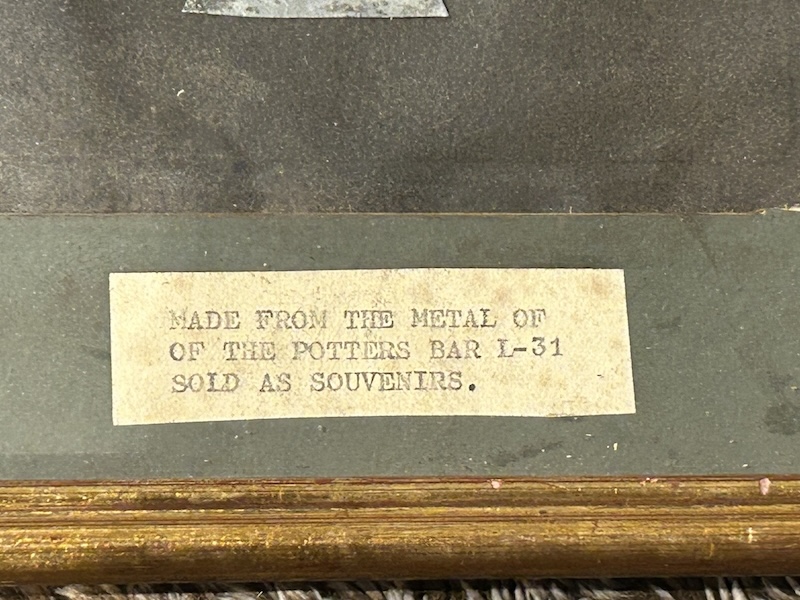 MADE FROM THE METAL OF
OF THE POTTERS BAR L-31
SOLD AS SOUVENIRS.